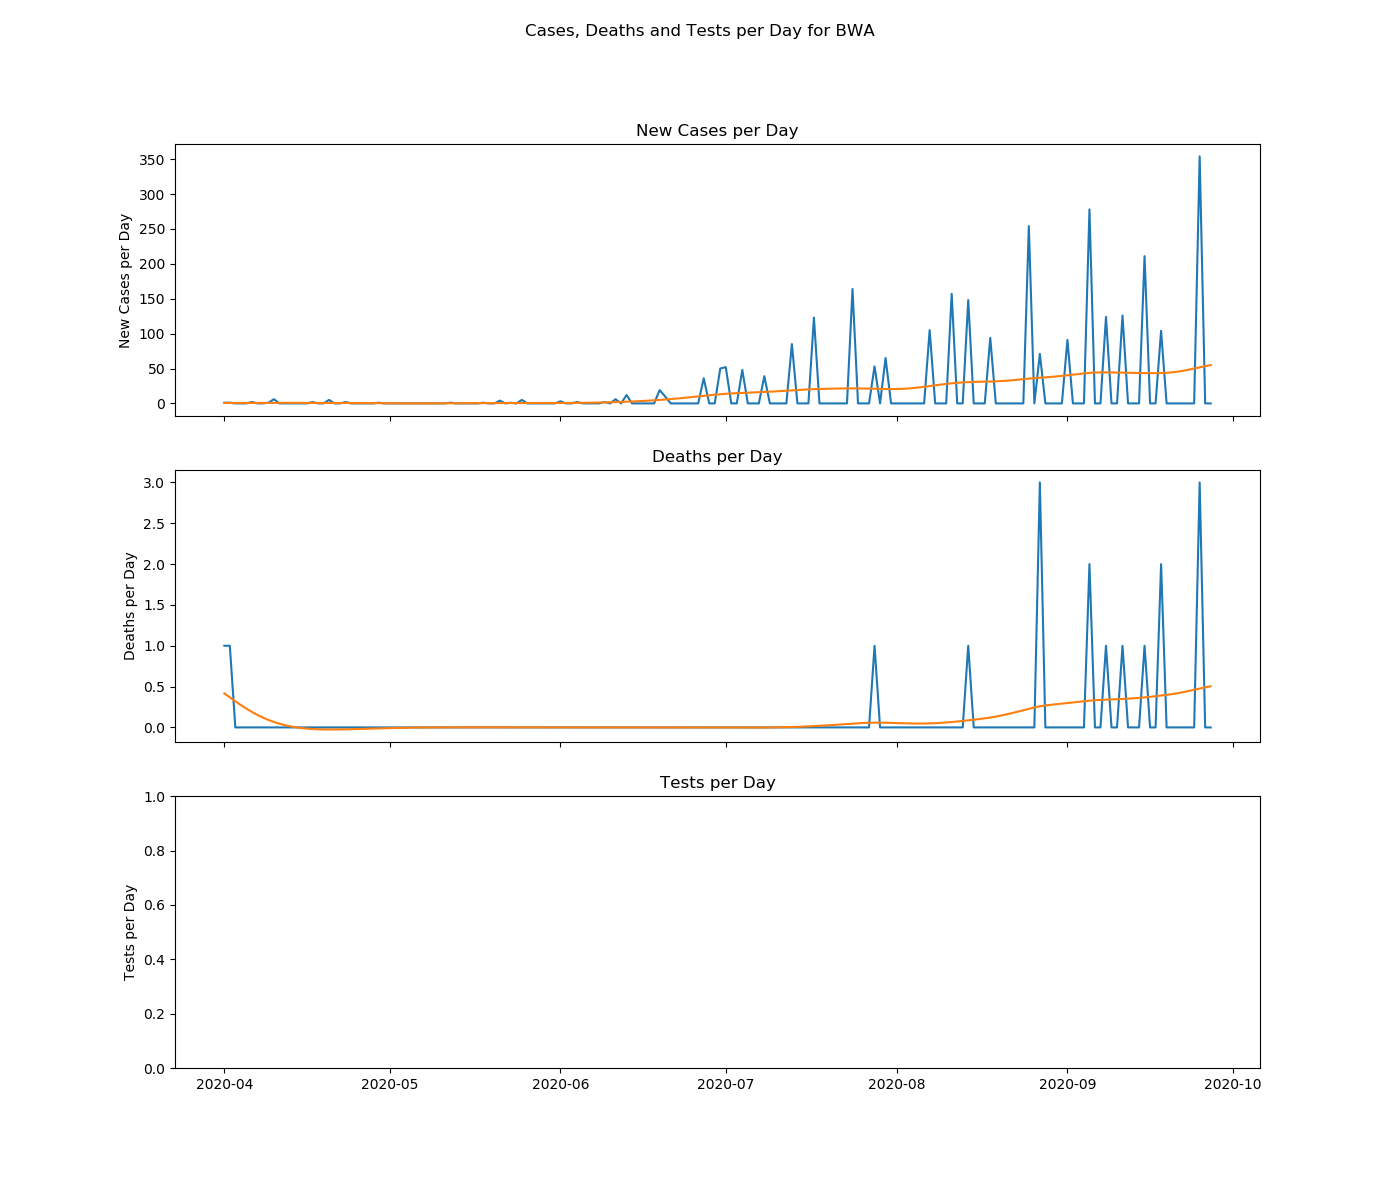 Cases, Deaths and Tests per Day for BWA
New Cases per Day
350
300
250
200
150
100
50
0
New Cases per Day
Deaths per Day
3.0
2.5
2.0
1.5
1.0
0.5
0.0
Deaths per Day
Tests per Day
1.0
0.8
0.6
0.4
0.2
0.0
Tests per Day
2020-04 2020-05 2020-06 2020-07 2020-08 2020-09 2020-10